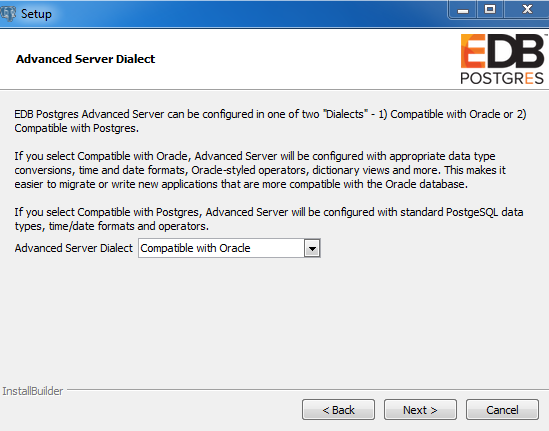 Setup
Advanced Server Dialect
EDB
POSTGRES
EDB Postgres Advanced Server can be configured in one of two "Dialects" - 1) Compatible with Oracle or 2)
Compatible with Postgres.
If you select Compatible with Oracle, Advanced Server will be configured with appropriate data type
conversions, time and date formats, Oracle-styled operators, dictionary views and more. This makes it
easier to migrate or write new applications that are more compatible with the Oracle database.
If you select Compatible with Postgres, Advanced Server will be configured with standard PostgeSQL data
types, time/date formats and operators.
Advanced Server Dialect Compatible with Oracle
InstallBuilder
< Back Next > Cancel